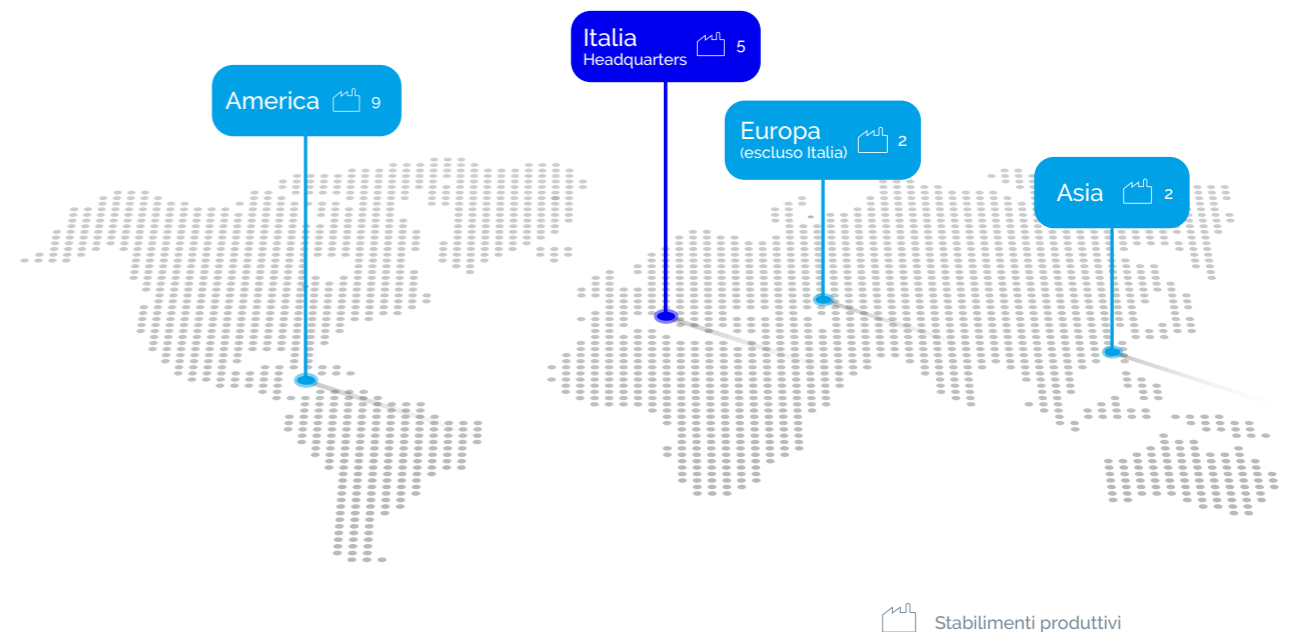 Italia
Headquarters
5
America 9
Europa
(escluso Italia)
2
Asia 2
Stabilimenti produttivi